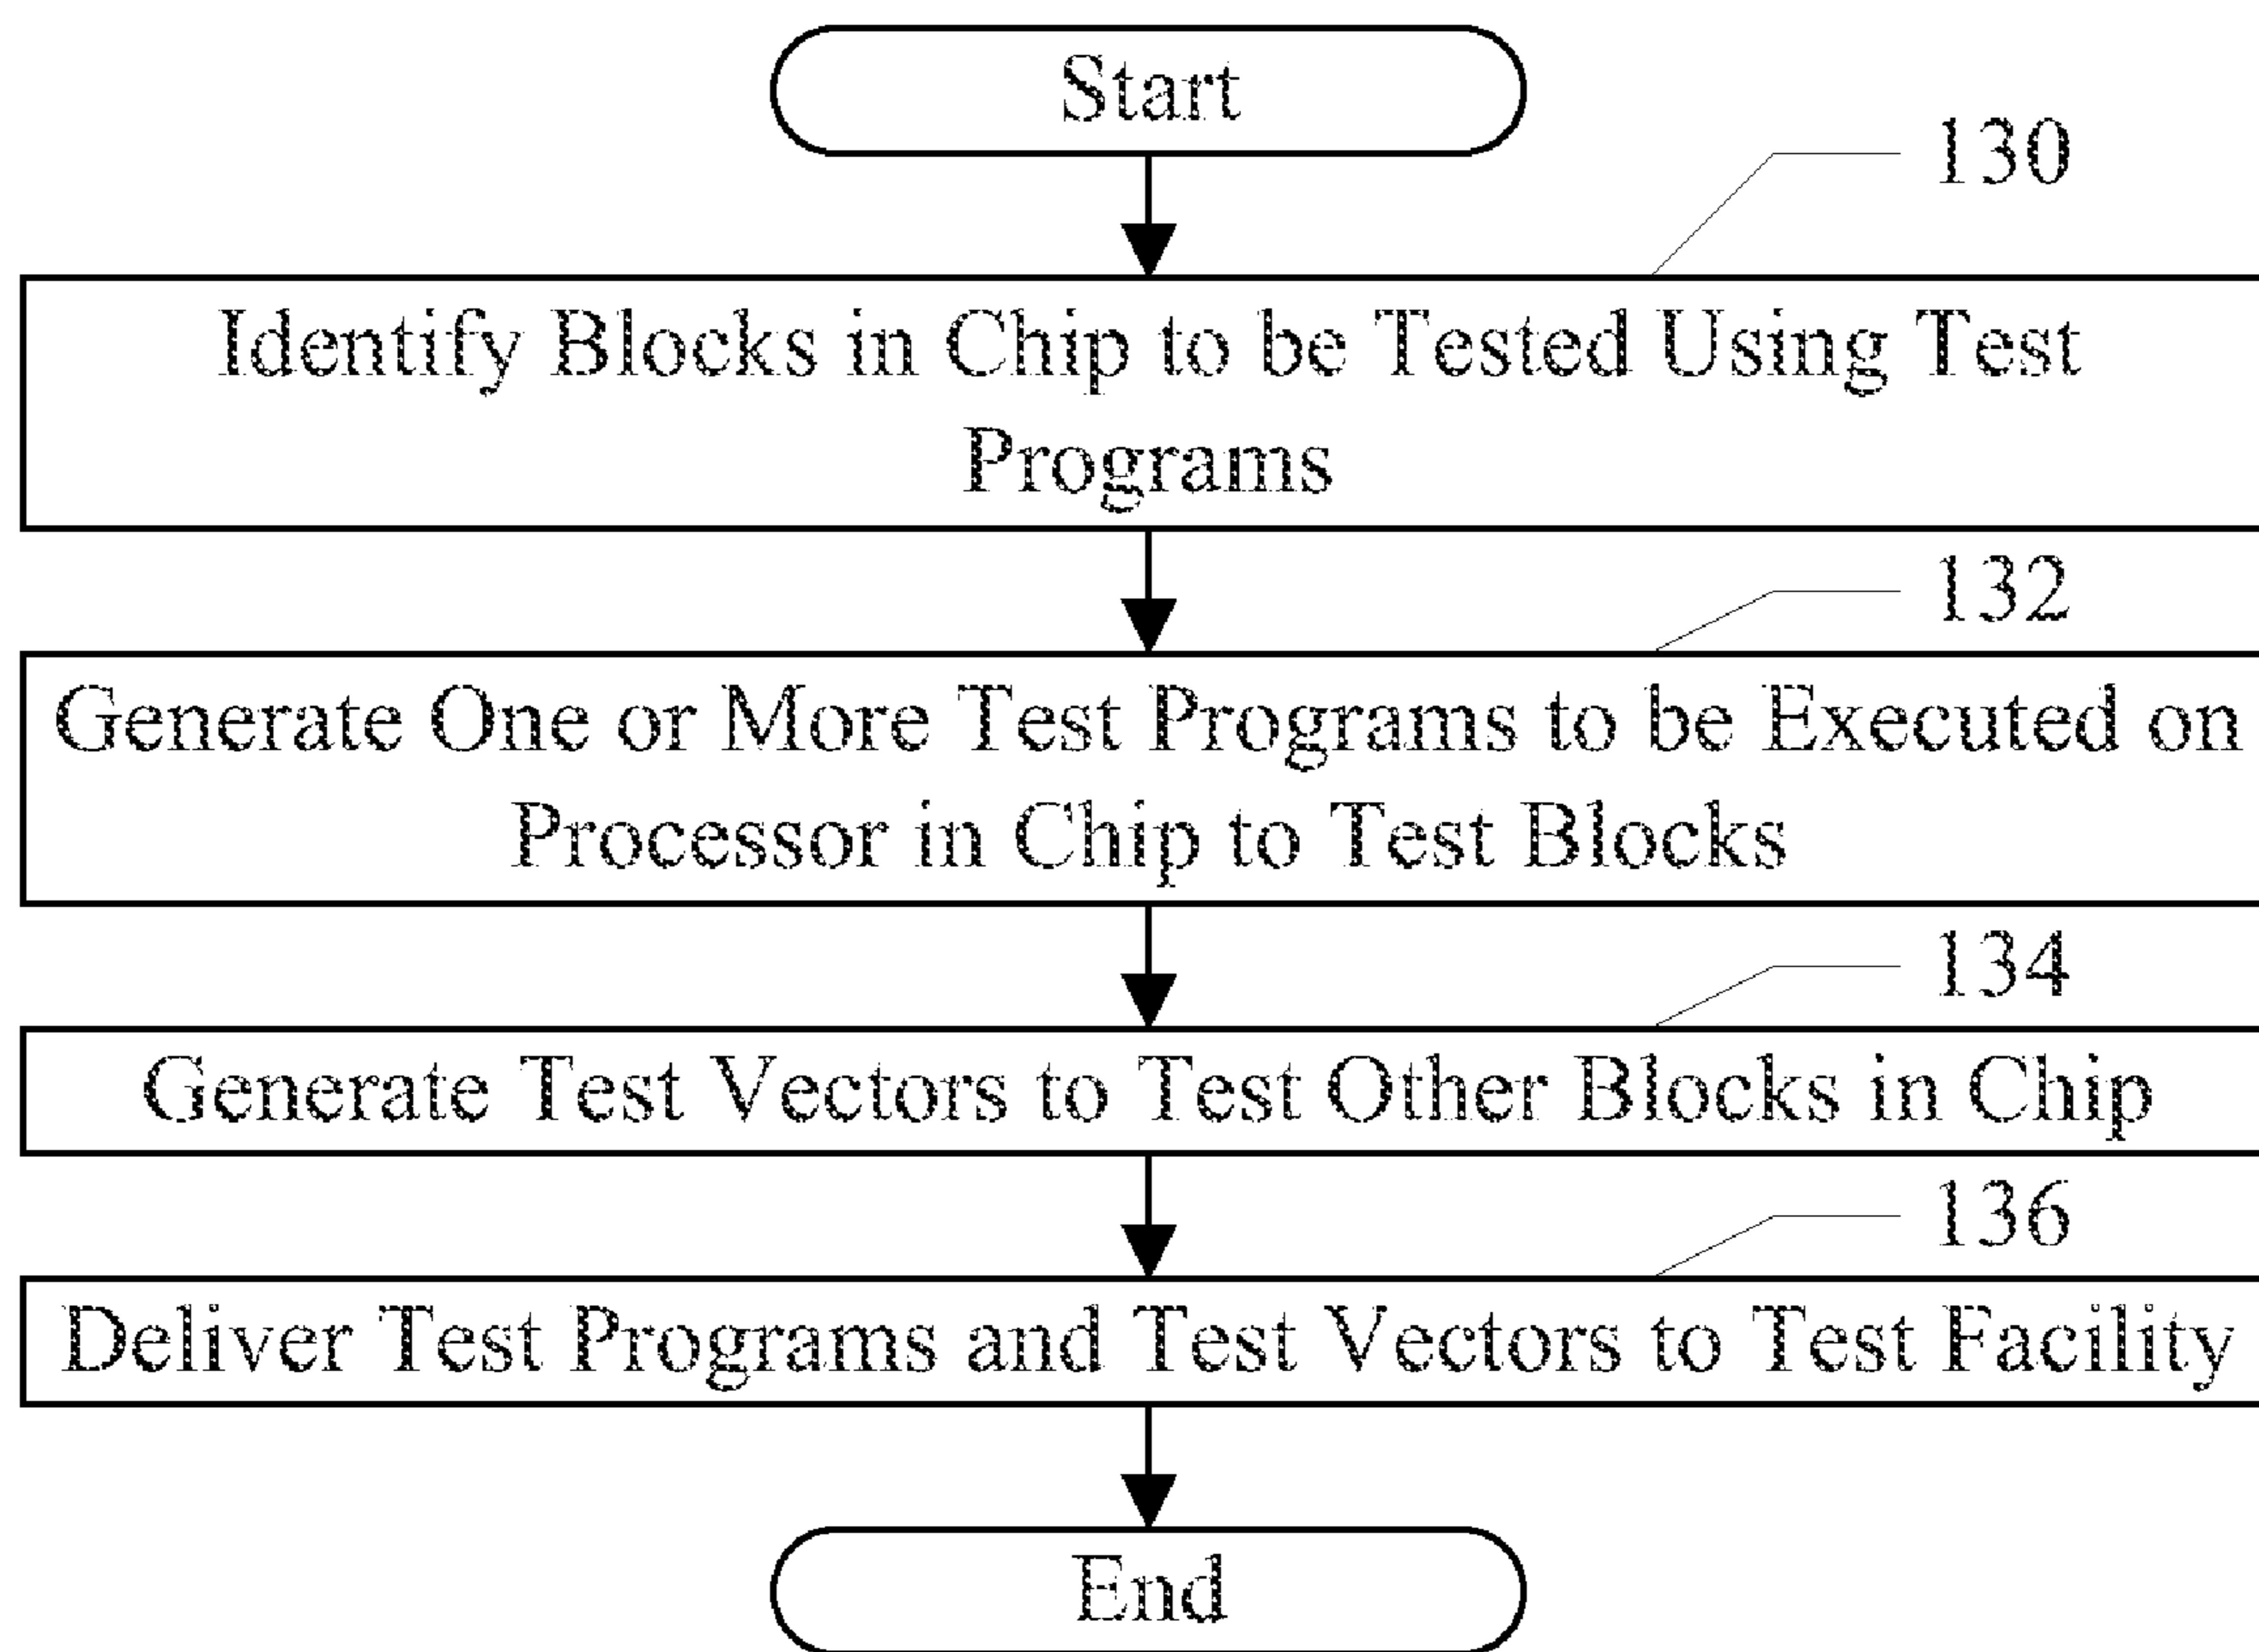 Start
130
Identify Blocks in Chip to be Tested Using Test
Programs
132
Generate One or More Test Programs to be Executed on
Processor in Chip to Test Blocks
134
Generate Test Vectors to Test Other Blocks in Chip
136
Deliver Test Programs and Test Vectors to Test Facility
End